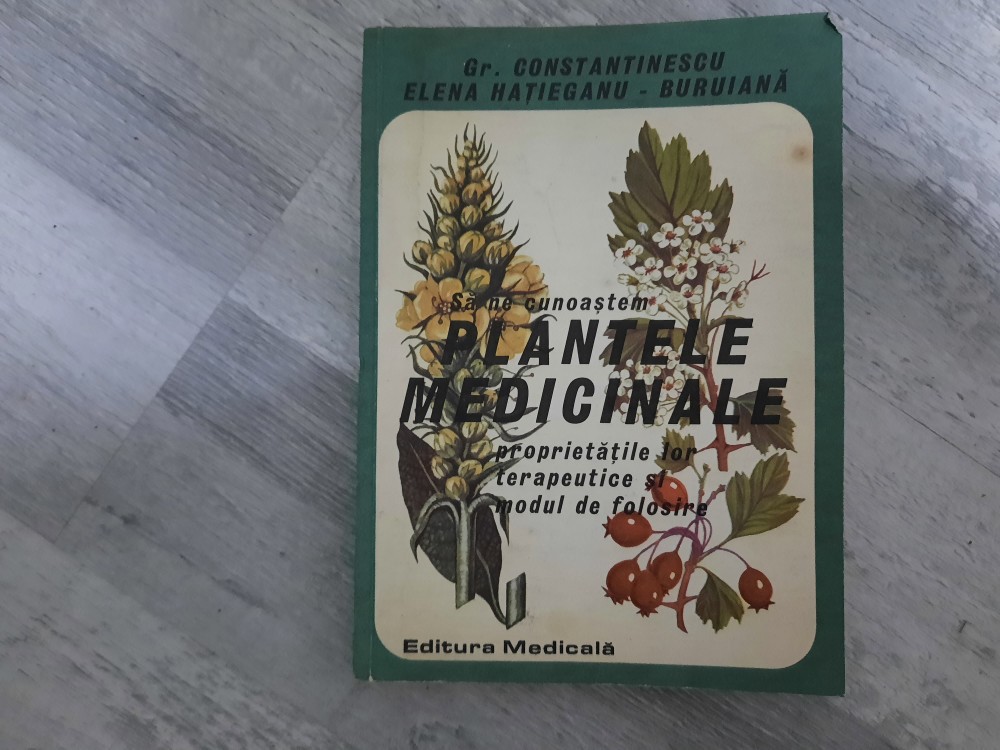 Gr. CONSTANTINESCU
ELENA HAȚIEGANU - BURUIANĂ
Să ne cunoaștem
PLANTELE
MEDICINALE
proprietățile lor
terapeutice și
modul de folosire
Editura Medicală